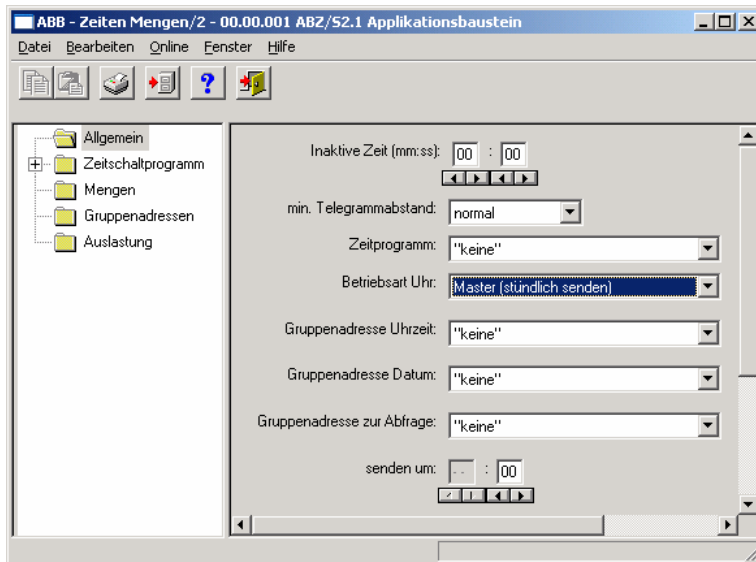 ABB - Zeiten Mengen/2 - 00.00.001 ABZ/S2.1 Applikationsbaustein
Datei Bearbeiten Online Fenster Hilfe
Allgemein
Zeitschaltprogramm
Mengen
Gruppenadressen
Auslastung
Inaktive Zeit (mm:ss): 00 : 00
min. Telegrammabstand: normal
Zeitprogramm: "keine"
Betriebsart Uhr: Master (stündlich senden)
Gruppenadresse Uhrzeit: "keine"
Gruppenadresse Datum: "keine"
Gruppenadresse zur Abfrage: "keine"
senden um: -- : 00